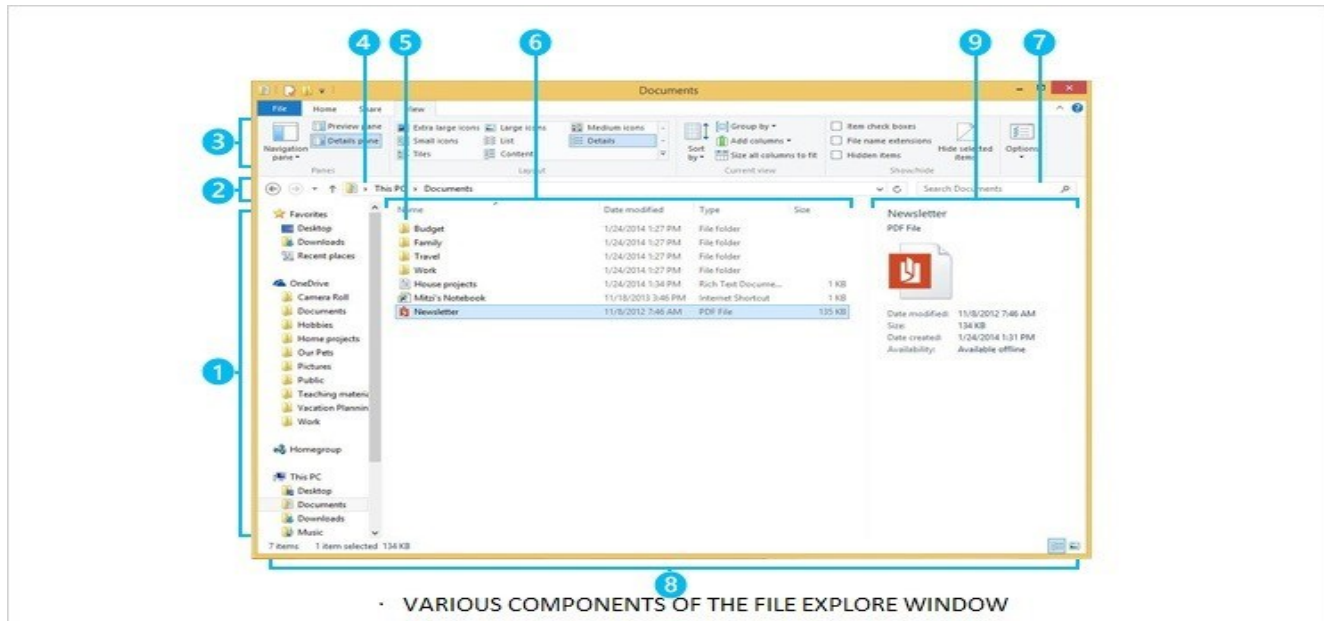 4 5 6 9 7
Documents
File Home Share View
3
Navigation pane
Preview pane
Details pane
Panes
Extra large icons Large icons Medium icons
Small icons List Details
Tiles Content
Layout
Sort by
Group by
Add columns
Size all columns to fit
Current view
Item check boxes
File name extensions
Hidden items
Hide selected items
Show/hide
Options
2
This PC Documents
Search Documents
1
Favorites
Desktop
Downloads
Recent places
OneDrive
Camera Roll
Documents
Hobbies
Home projects
Our Pets
Pictures
Public
Teaching materia
Vacation Plannin
Work
Homegroup
This PC
Desktop
Documents
Downloads
Music
Name Date modified Type Size
Budget 1/24/2014 1:27 PM File folder
Family 1/24/2014 1:27 PM File folder
Travel 1/24/2014 1:27 PM File folder
Work 1/24/2014 1:27 PM File folder
House projects 1/24/2014 1:34 PM Rich Text Docume... 1 KB
Mitzi's Notebook 11/18/2013 3:46 PM Internet Shortcut 1 KB
Newsletter 11/8/2012 7:46 AM PDF File 135 KB
Newsletter
PDF File
Date modified: 11/8/2012 7:46 AM
Size: 134 KB
Date created: 1/24/2014 1:31 PM
Availability: Available offline
7 items 1 item selected 134 KB
8
· VARIOUS COMPONENTS OF THE FILE EXPLORE WINDOW